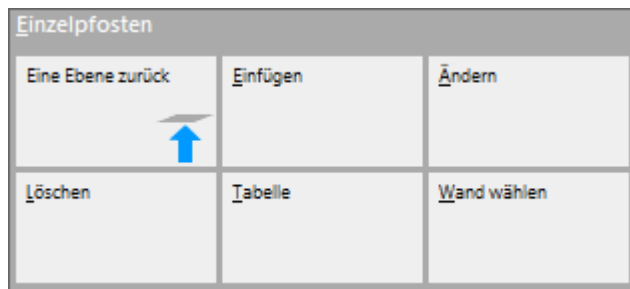 Einzelpfosten
Eine Ebene zurück
Einfügen
Ändern
Löschen
Tabelle
Wand wählen